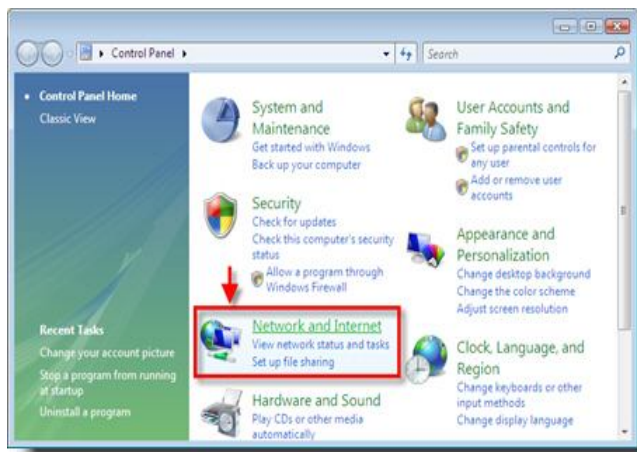 Control Panel
Search
Control Panel Home
Classic View
Recent Tasks
Change your account picture
Stop a program from running
at startup
Uninstall a program
System and
Maintenance
Get started with Windows
Back up your computer
Security
Check for updates
Check this computer's security
status
Allow a program through
Windows Firewall
Network and Internet
View network status and tasks
Set up file sharing
Hardware and Sound
Play CDs or other media
automatically
User Accounts and
Family Safety
Set up parental controls for
any user
Add or remove user
accounts
Appearance and
Personalization
Change desktop background
Change the color scheme
Adjust screen resolution
Clock, Language, and
Region
Change keyboards or other
input methods
Change display language